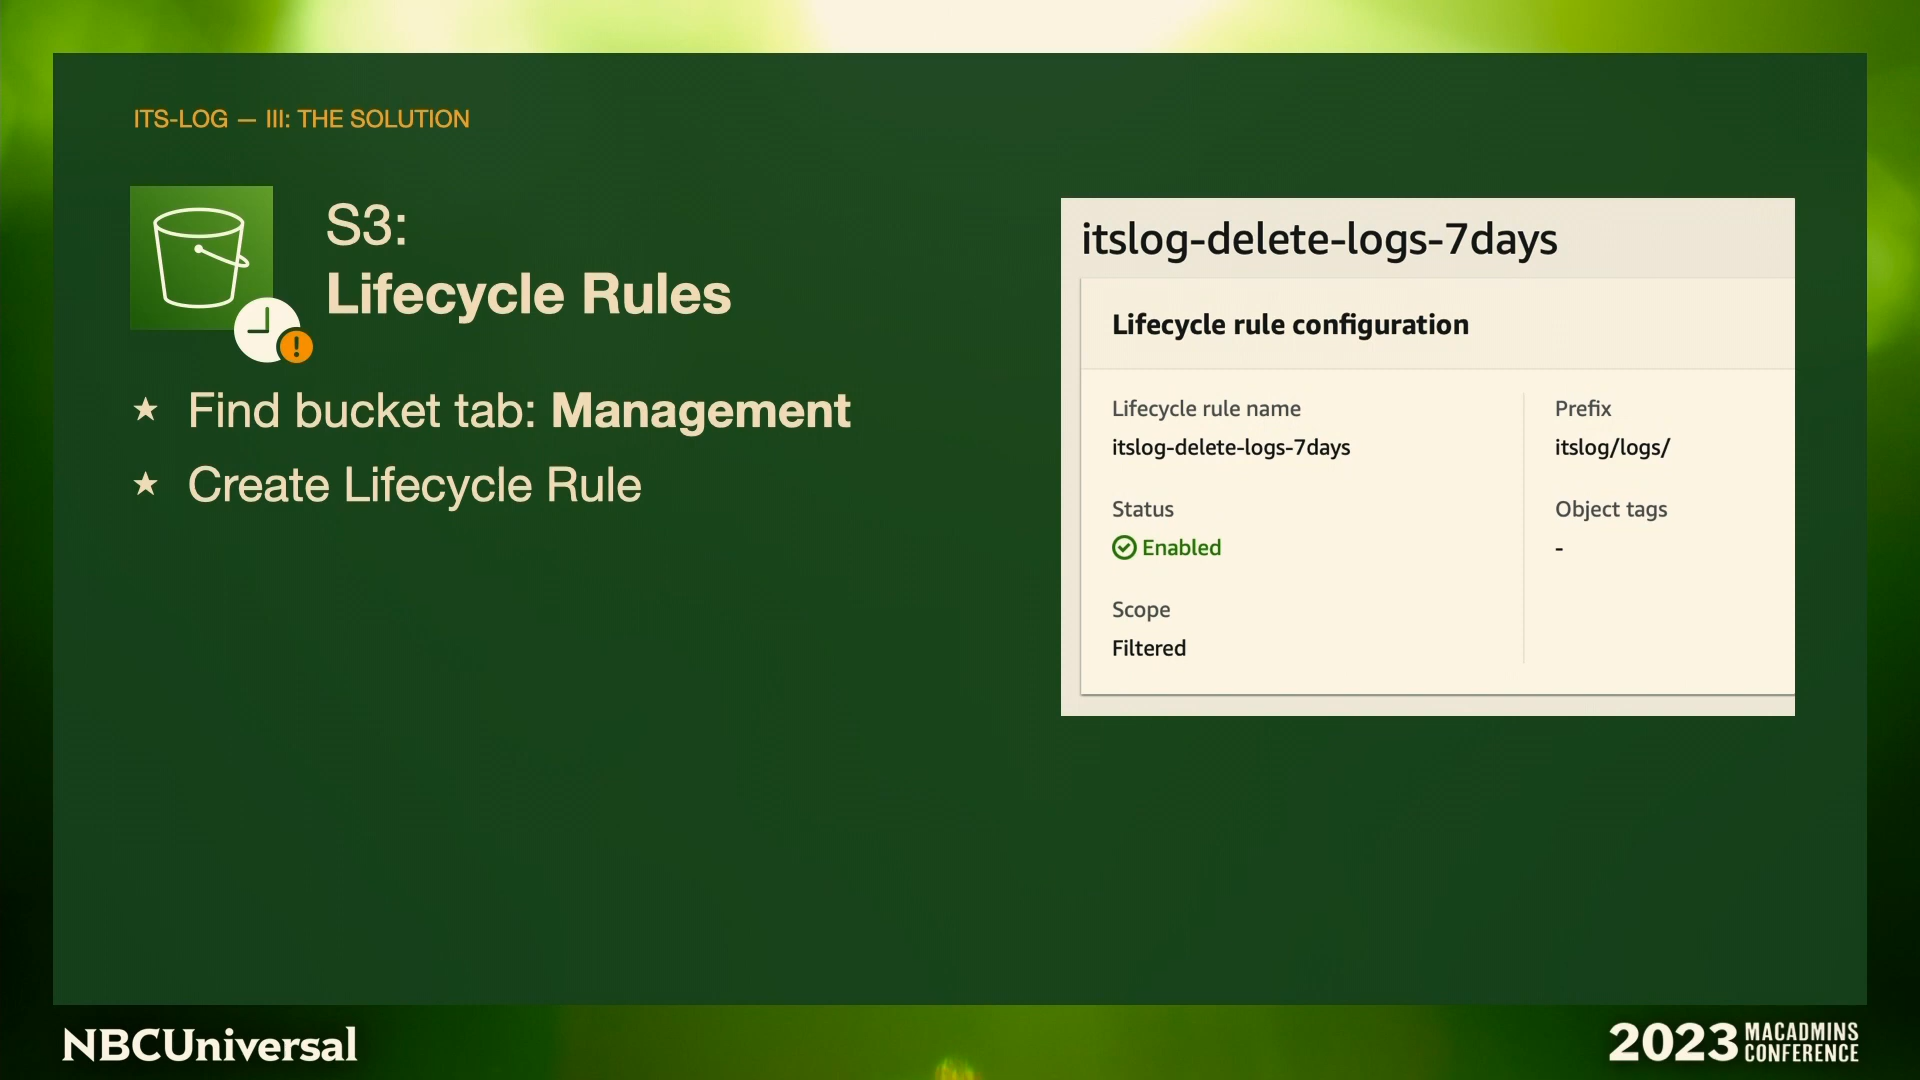 ITS-LOG — III: THE SOLUTION
S3:
Lifecycle Rules
★ Find bucket tab: Management
★ Create Lifecycle Rule
itslog-delete-logs-7days
Lifecycle rule configuration
Lifecycle rule name
itslog-delete-logs-7days
Status
Enabled
Scope
Filtered
Prefix
itslog/logs/
Object tags
-
NBCUniversal
2023 MACADMINS
CONFERENCE